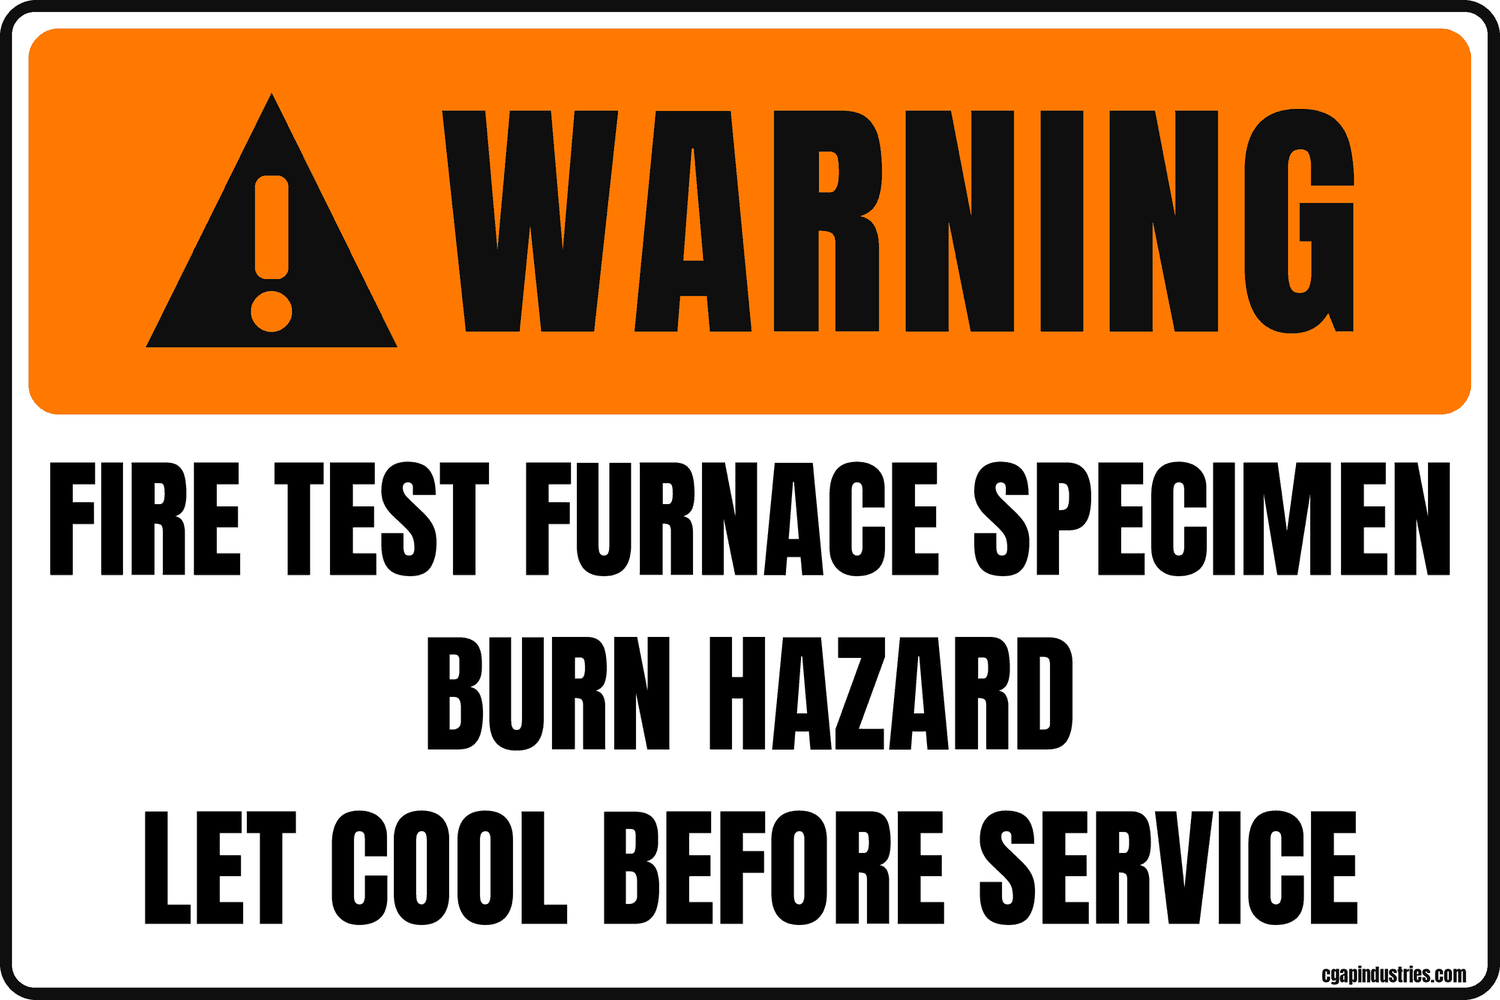 WARNING
FIRE TEST FURNACE SPECIMEN
BURN HAZARD
LET COOL BEFORE SERVICE
cgapindustries.com